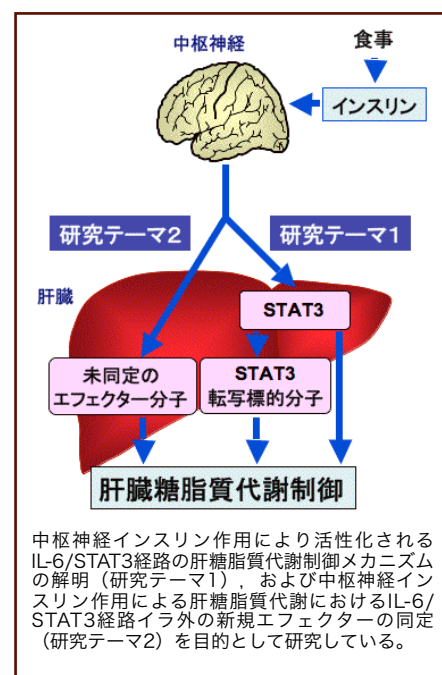 中枢神経
食事
インスリン
研究テーマ2
研究テーマ1
肝臓
STAT3
未同定の
エフェクター分子
STAT3
転写標的分子
肝臓糖脂質代謝制御
中枢神経インスリン作用により活性化される
IL-6/STAT3経路の肝糖脂質代謝制御メカニズム
の解明（研究テーマ1），および中枢神経イン
スリン作用による肝糖脂質代謝におけるIL-6/
STAT3経路イラ外の新規エフェクターの同定
（研究テーマ2）を目的として研究している。